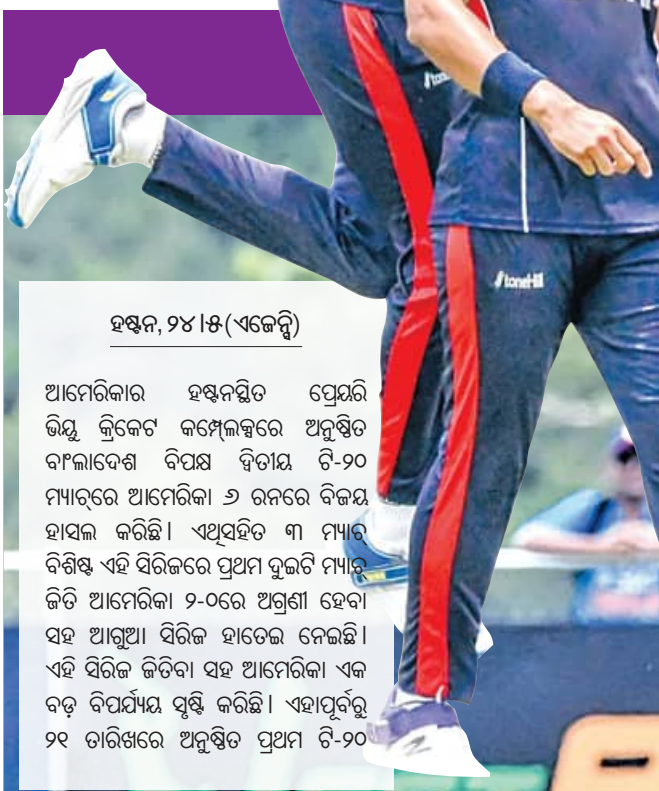 toneHill
ହଷ୍ଟନ, ୨୪।୫(ଏଜେନ୍ସି)
ଆମେରିକାର ହଷ୍ଟନସ୍ଥିତ ପ୍ରେୟରି
ଭିୟୁ କ୍ରିକେଟ କମ୍ପ୍ଲେକ୍ସରେ ଅନୁଷ୍ଠିତ
ବାଂଲାଦେଶ ବିପକ୍ଷ ଦ୍ୱିତୀୟ ଟି-୨୦
ମ୍ୟାଚ୍‌ରେ ଆମେରିକା ୬ ରନରେ ବିଜୟ
ହାସଲ କରିଛି। ଏଥିସହିତ ୩ ମ୍ୟାଚ୍
ବିଶିଷ୍ଟ ଏହି ସିରିଜରେ ପ୍ରଥମ ଦୁଇଟି ମ୍ୟାଚ୍
ଜିତି ଆମେରିକା ୨-୦ରେ ଅଗ୍ରଣୀ ହେବା
ସହ ଆଗୁଆ ସିରିଜ ହାତେଇ ନେଇଛି।
ଏହି ସିରିଜ ଜିତିବା ସହ ଆମେରିକା ଏକ
ବଡ଼ ବିପର୍ଯ୍ୟୟ ସୃଷ୍ଟି କରିଛି। ଏହାପୂର୍ବରୁ
୨୧ ତାରିଖରେ ଅନୁଷ୍ଠିତ ପ୍ରଥମ ଟି-୨୦